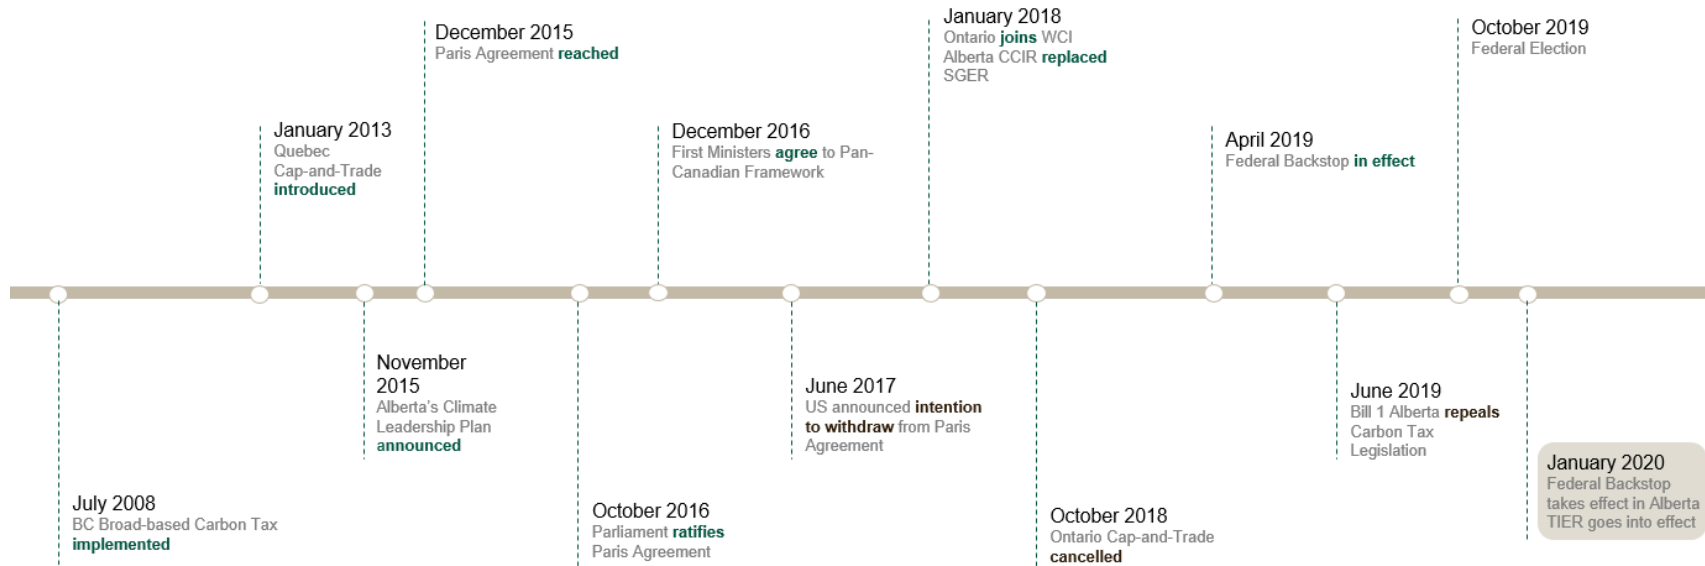 July 2008
BC Broad-based Carbon Tax
implemented
January 2013
Quebec
Cap-and-Trade
introduced
November
2015
Alberta's Climate
Leadership Plan
announced
December 2015
Paris Agreement reached
October 2016
Parliament ratifies
Paris Agreement
December 2016
First Ministers agree to Pan-
Canadian Framework
June 2017
US announced intention
to withdraw from Paris
Agreement
January 2018
Ontario joins WCI
Alberta CCIR replaced
SGER
October 2018
Ontario Cap-and-Trade
cancelled
April 2019
Federal Backstop in effect
June 2019
Bill 1 Alberta repeals
Carbon Tax
Legislation
October 2019
Federal Election
January 2020
Federal Backstop
takes effect in Alberta
TIER goes into effect